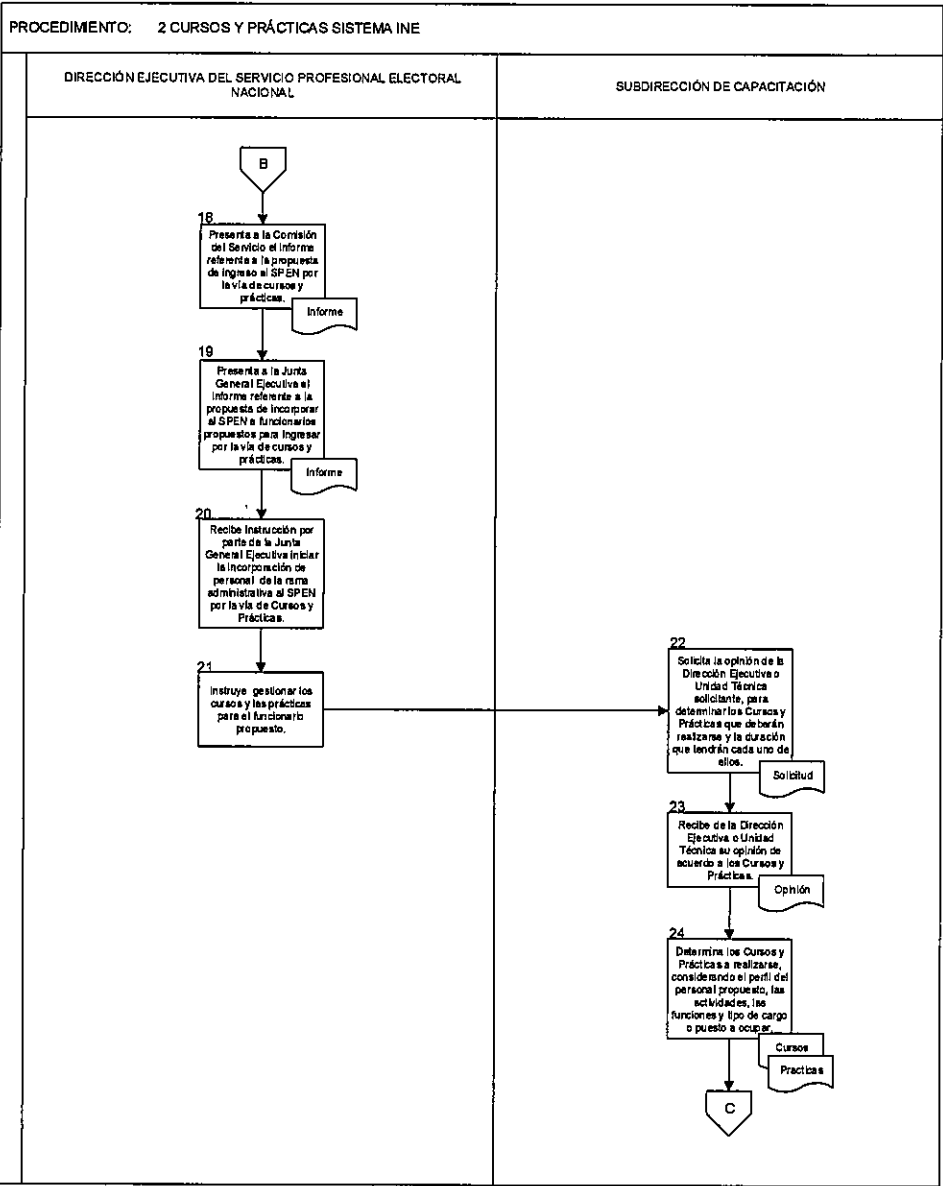 PROCEDIMIENTO: 2 CURSOS Y PRÁCTICAS SISTEMA INE
DIRECCIÓN EJECUTIVA DEL SERVICIO PROFESIONAL ELECTORAL
NACIONAL
SUBDIRECCIÓN DE CAPACITACIÓN
B
18
Presenta a la Comisión
del Servicio el Informe
referente a la propuesta
de ingreso al SPEN por
la vía de cursos y
prácticas.
Informe
19
Presenta a la Junta
General Ejecutiva el
Informe referente a la
propuesta de incorporar
al SPEN a funcionarios
propuestos para ingresar
por la vía de cursos y
prácticas.
Informe
20
Recibe Instrucción por
parte de la Junta
General Ejecutiva iniciar
la incorporación de
personal de la rama
administrativa al SPEN
por la vía de Cursos y
Prácticas.
21
Instruye gestionar los
cursos y las prácticas
para el funcionario
propuesto.
22
Solicita la opinión de la
Dirección Ejecutiva o
Unidad Técnica
solicitante, para
determinar los Cursos y
Prácticas que deberán
realizarse y la duración
que tendrán cada uno de
ellos.
Solicitud
23
Recibe de la Dirección
Ejecutiva o Unidad
Técnica su opinión de
acuerdo a los Cursos y
Prácticas.
Opinión
24
Determina los Cursos y
Prácticas a realizarse,
considerando el perfil del
personal propuesto, las
actividades, las
funciones y tipo de cargo
o puesto a ocupar.
Cursos
Practicas
C